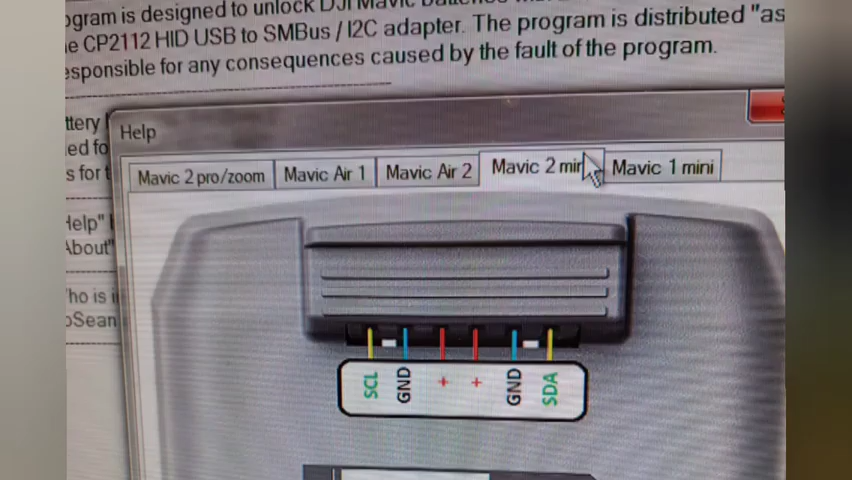 ogram is designed to unlock DJI Mavic
e CP2112 HID USB to SMBus / I2C adapter. The program is distributed "as
esponsible for any consequences caused by the fault of the program.
ttery
Help
ed for
Mavic 2 pro/zoom Mavic Air 1 Mavic Air 2 Mavic 2 mini Mavic 1 mini
s for t
Help"
About"
ho is i
oSean
SCL GND + + GND SDA